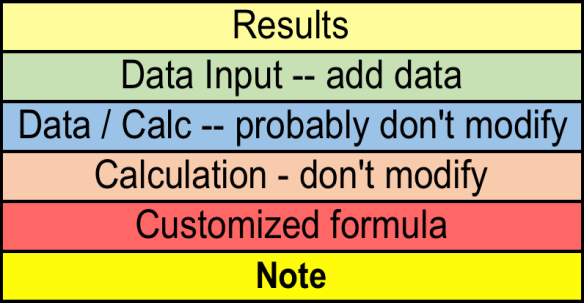 Results
Data Input -- add data
Data / Calc -- probably don't modify
Calculation - don't modify
Customized formula
Note